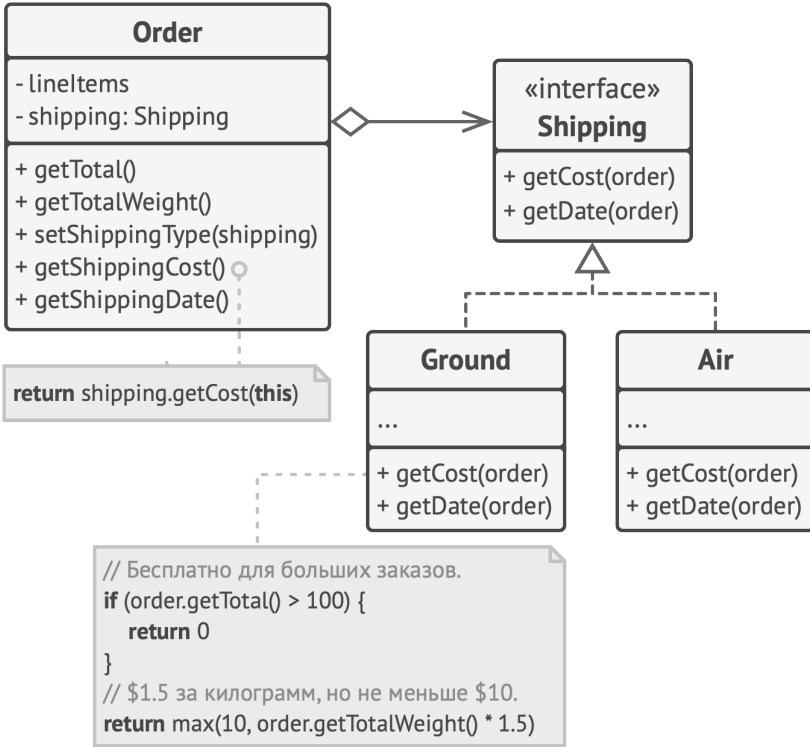 Order
- lineItems
- shipping: Shipping
+ getTotal()
+ getTotalWeight()
+ setShippingType(shipping)
+ getShippingCost()
+ getShippingDate()
return shipping.getCost(this)
«interface»
Shipping
+ getCost(order)
+ getDate(order)
Ground
...
+ getCost(order)
+ getDate(order)
Air
...
+ getCost(order)
+ getDate(order)
// Бесплатно для больших заказов.
if (order.getTotal() > 100) {
return 0
}
// $1.5 за килограмм, но не меньше $10.
return max(10, order.getTotalWeight() * 1.5)